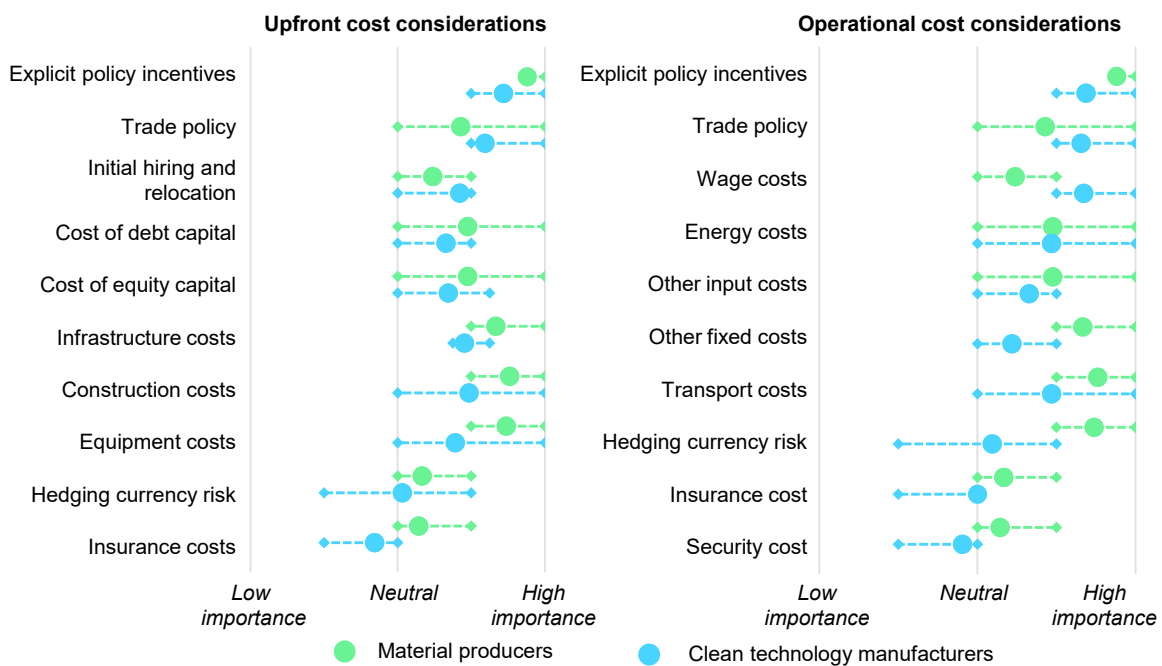 Upfront cost considerations
Explicit policy incentives
Trade policy
Initial hiring and
relocation
Cost of debt capital
Cost of equity capital
Infrastructure costs
Construction costs
Equipment costs
Hedging currency risk
Insurance costs
Low
importance
Neutral
High
importance
Operational cost considerations
Explicit policy incentives
Trade policy
Wage costs
Energy costs
Other input costs
Other fixed costs
Transport costs
Hedging currency risk
Insurance cost
Security cost
Low
importance
Neutral
High
importance
Material producers
Clean technology manufacturers